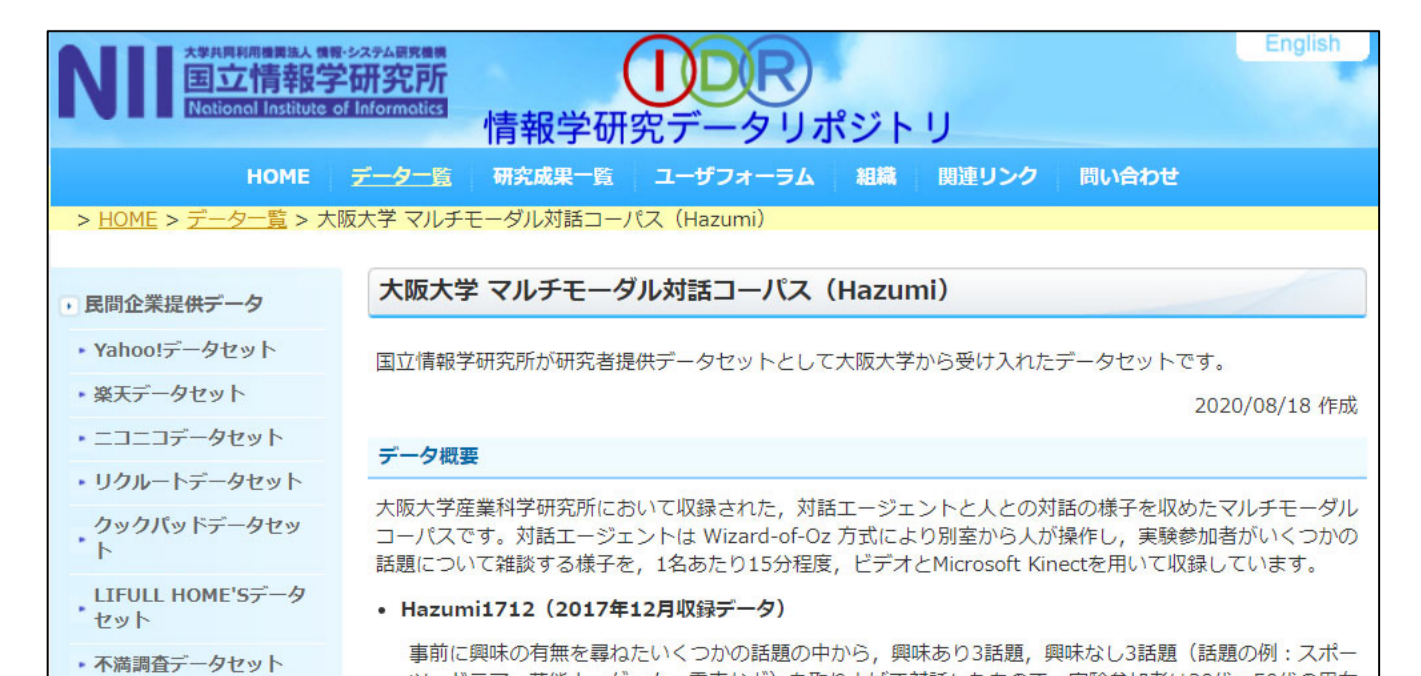 大学共同利用機関法人 情報・システム研究機構
NII 国立情報学研究所
National Institute of Informatics
IDR
情報学研究データリポジトリ
English
HOME データ一覧 研究成果一覧 ユーザフォーラム 組織 関連リンク 問い合わせ
> HOME > データ一覧 > 大阪大学 マルチモーダル対話コーパス（Hazumi）
民間企業提供データ
Yahoo!データセット
楽天データセット
ニコニコデータセット
リクルートデータセット
クックパッドデータセッ
ト
LIFULL HOME'Sデータ
セット
不満調査データセット
大阪大学 マルチモーダル対話コーパス（Hazumi）
国立情報学研究所が研究者提供データセットとして大阪大学から受け入れたデータセットです。
2020/08/18 作成
データ概要
大阪大学産業科学研究所において収録された，対話エージェントと人との対話の様子を収めたマルチモーダル
コーパスです。対話エージェントは Wizard-of-Oz 方式により別室から人が操作し，実験参加者がいくつかの
話題について雑談する様子を，1名あたり15分程度，ビデオとMicrosoft Kinectを用いて収録しています。
• Hazumi1712（2017年12月収録データ）
事前に興味の有無を尋ねたいくつかの話題の中から，興味あり3話題，興味なし3話題（話題の例：スポー